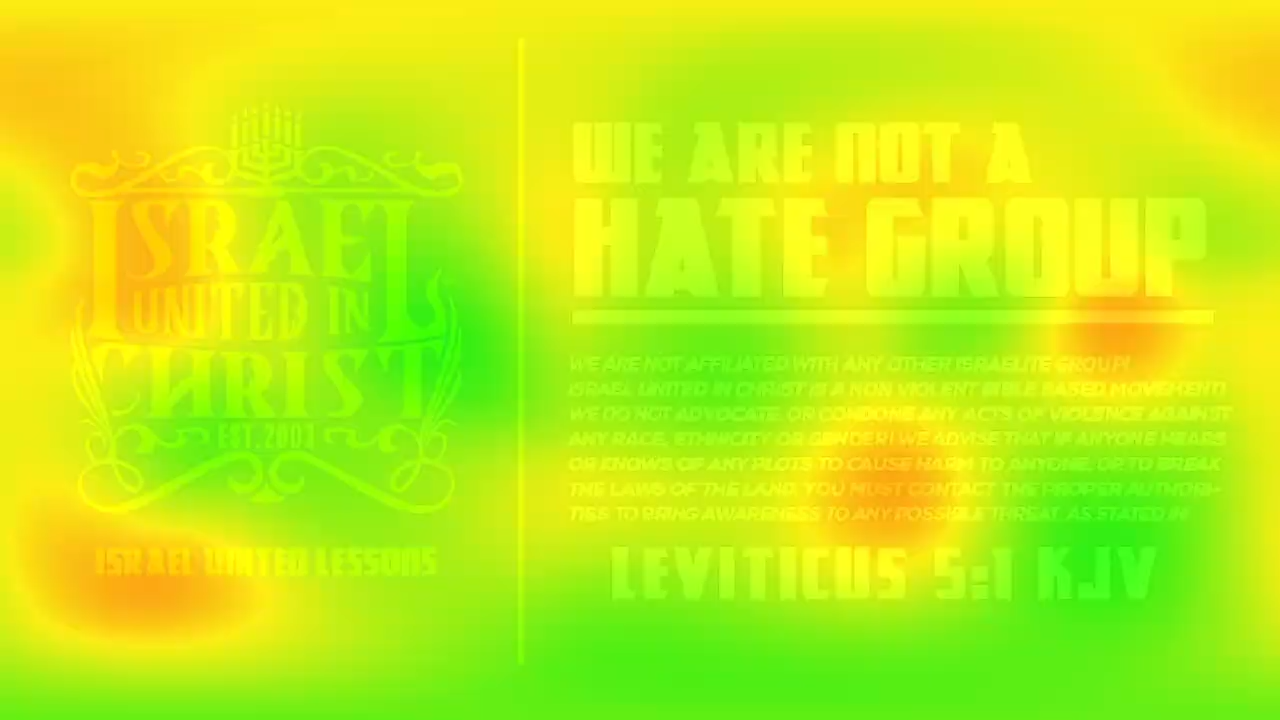 ISRAEL
UNITED IN
CHRIST
EST. 2003
ISRAEL UNITED LESSONS
WE ARE NOT A
HATE GROUP
WE ARE NOT AFFILIATED WITH ANY OTHER ISRAELITE GROUP!
ISRAEL UNITED IN CHRIST IS A NON VIOLENT BIBLE BASED MOVEMENT!
WE DO NOT ADVOCATE OR CONDONE ANY ACTS OF VIOLENCE AGAINST
ANY RACE, ETHNICITY OR GENDER! WE ADVISE THAT IF ANYONE HEARS
OR KNOWS OF ANY PLOTS TO CAUSE HARM TO ANYONE, OR TO BREAK
THE LAWS OF THE LAND, YOU MUST CONTACT THE PROPER AUTHORI-
TIES TO BRING AWARENESS TO ANY POSSIBLE THREAT. AS STATED IN
LEVITICUS 5:1 KJV